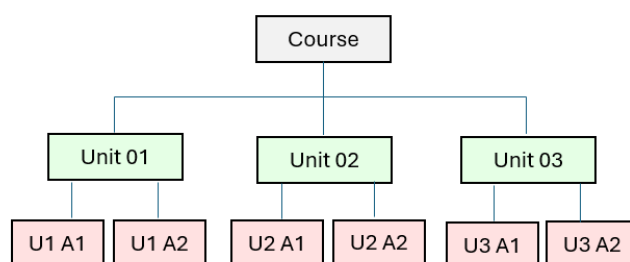 Course
Unit 01
Unit 02
Unit 03
U1 A1
U1 A2
U2 A1
U2 A2
U3 A1
U3 A2